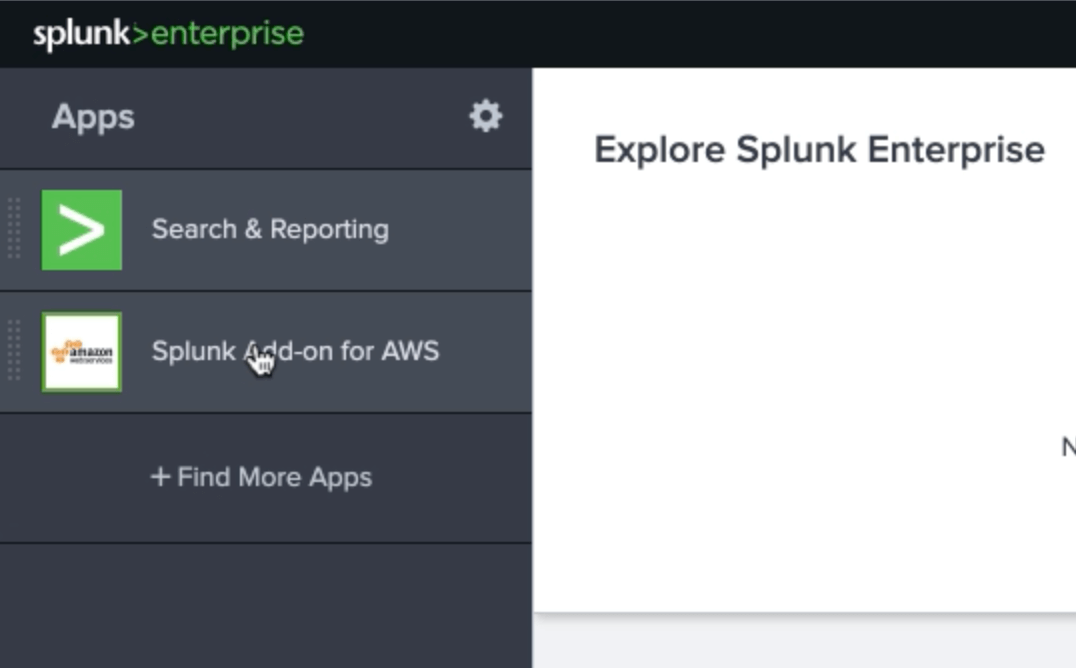 splunk>enterprise
Apps
Explore Splunk Enterprise
Search & Reporting
amazon
webservices
Splunk Add-on for AWS
N
+ Find More Apps